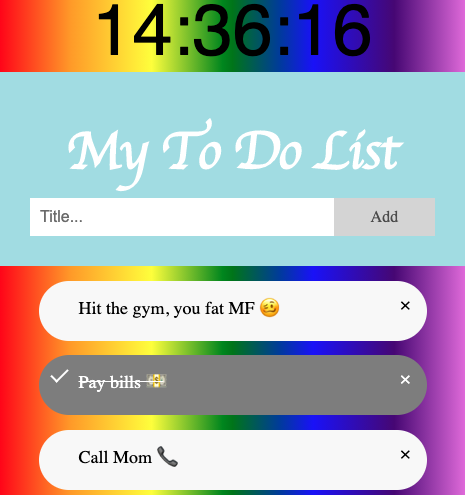 14:36:16
My To Do List
Title... Add
Hit the gym, you fat MF 🥴 ×
Pay bills 💸 ×
Call Mom 📞 ×